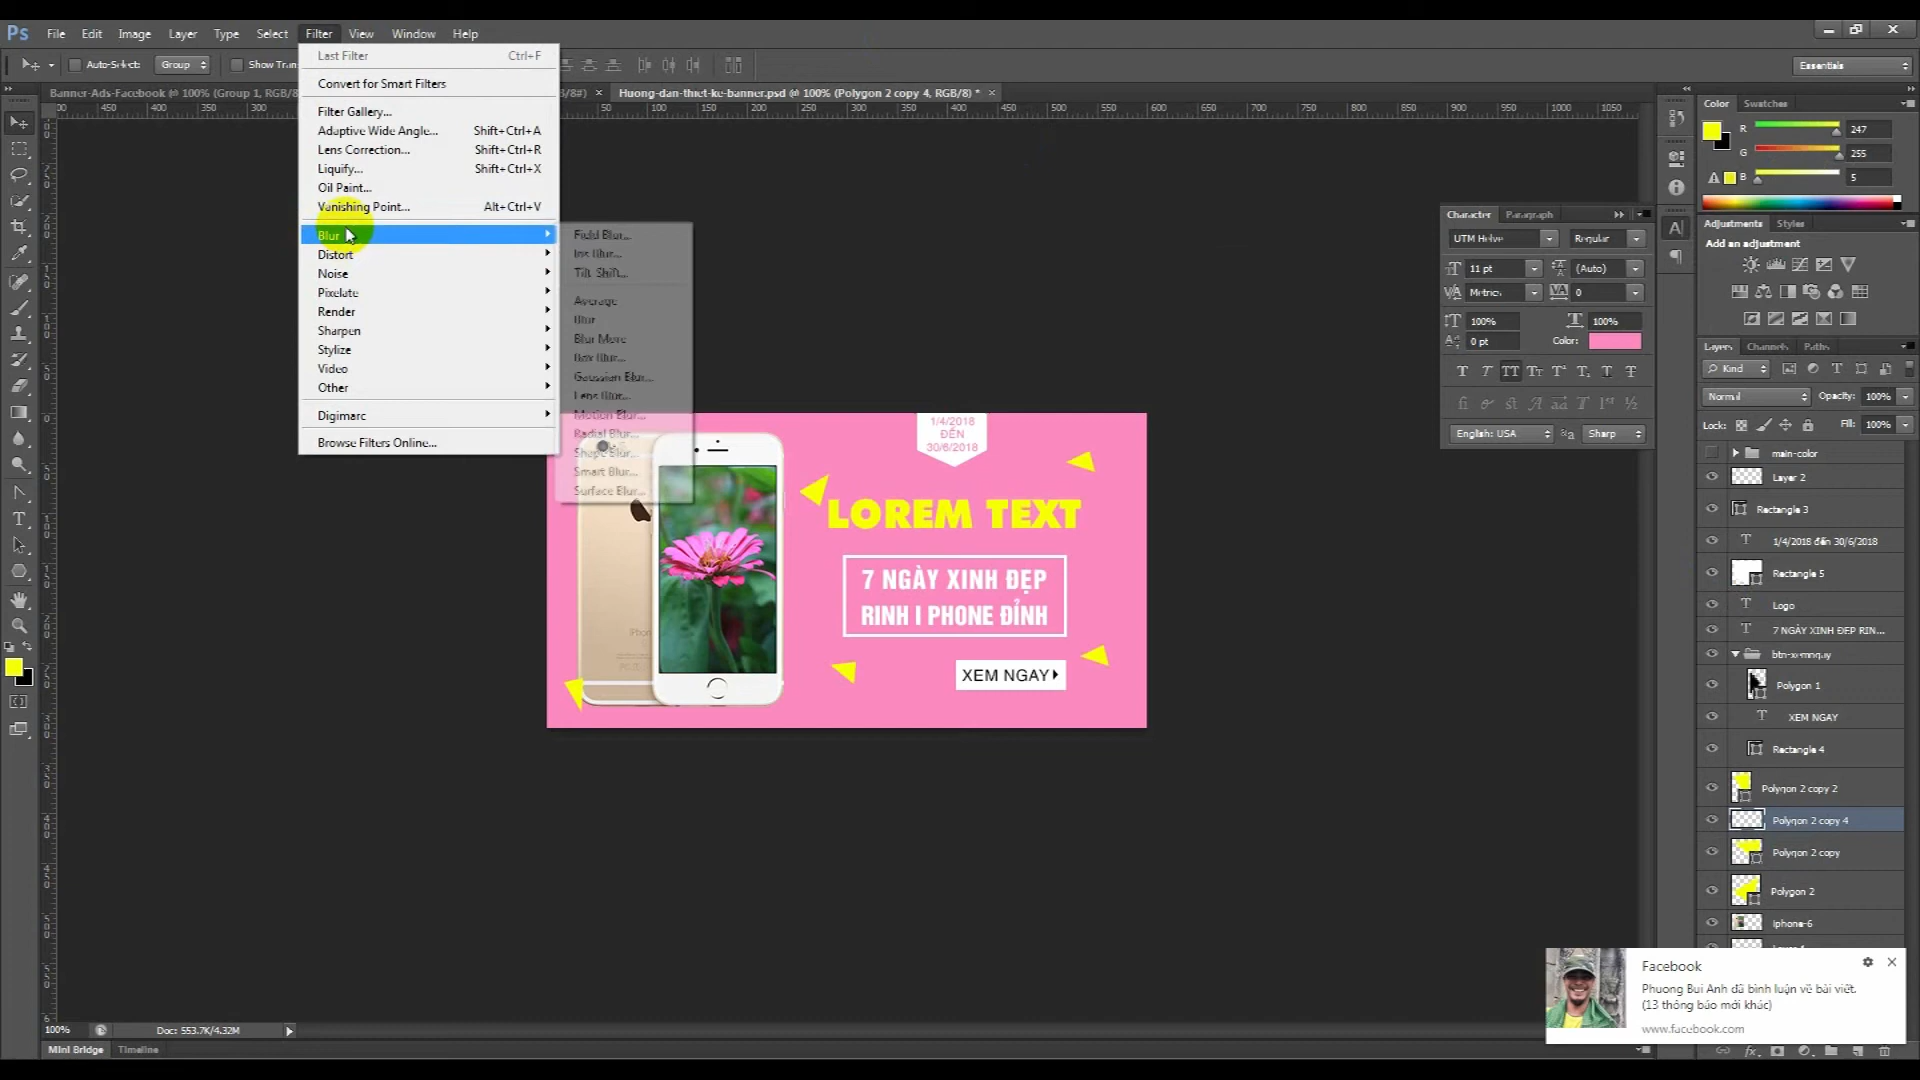 Ps File Edit Image Layer Type Select Filter View Window Help
Auto-Select: Group Show Tran
Essentials
Banner-Ads-Facebook @ 100% (Group 1, RGB/8
/8#) ×
Huong-dan-thiet-ke-banner.psd @ 100% (Polygon 2 copy 4, RGB/8) * ×
Last Filter Ctrl+F
Convert for Smart Filters
Filter Gallery...
Adaptive Wide Angle... Shift+Ctrl+A
Lens Correction... Shift+Ctrl+R
Liquify... Shift+Ctrl+X
Oil Paint...
Vanishing Point... Alt+Ctrl+V
Blur
Distort
Noise
Pixelate
Render
Sharpen
Stylize
Video
Other
Digimarc
Browse Filters Online...
Field Blur...
Iris Blur...
Tilt-Shift...
Average
Blur
Blur More
Box Blur...
Gaussian Blur...
Lens Blur...
Motion Blur...
Radial Blur...
Shape Blur...
Smart Blur...
Surface Blur...
1/4/2018
ĐẾN
30/6/2018
LOREM TEXT
7 NGÀY XINH ĐẸP
RINH I PHONE ĐỈNH
XEM NGAY
iPhone
Color Swatches
R 247
G 255
B 5
Character Paragraph
UTM Helve Regular
11 pt (Auto)
Metrics 0
100% 100%
0 pt Color:
English: USA aa Sharp
Adjustments Styles
Add an adjustment
Layers Channels Paths
Kind
Normal Opacity: 100%
Lock: Fill: 100%
main-color
Layer 2
Rectangle 3
1/4/2018 đến 30/6/2018
Rectangle 5
Logo
7 NGÀY XINH ĐẸP RIN...
btn-xemngay
Polygon 1
XEM NGAY
Rectangle 4
Polygon 2 copy 2
Polygon 2 copy 4
Polygon 2 copy
Polygon 2
iphone-6
Facebook
Phuong Bui Anh đã bình luận về bài viết.
(13 thông báo mới khác)
www.facebook.com
100% Doc: 553.7K/4.32M
Mini Bridge Timeline